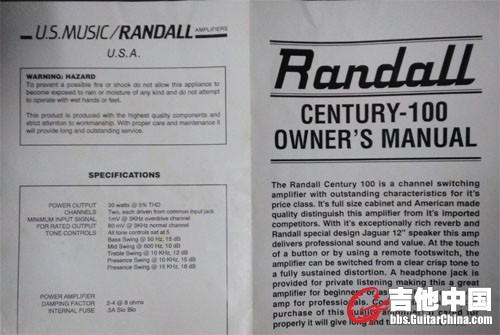 U.S. MUSIC/RANDALL AMPLIFIERS
U.S.A.
WARNING: HAZARD
To prevent a possible fire or shock do not allow this appliance
to become exposed to rain or moisture of any kind and do not attempt
to operate with wet hands or feet.
This product is produced with the highest quality components and
strict attention to workmanship. With proper care and maintenance it
will provide long and outstanding service.
SPECIFICATIONS
POWER OUTPUT 30 watts @ 5% THD
CHANNELS Two, each driven from common input jack
MINIMUM INPUT SIGNAL 1mV @ 3KHz overdrive channel
FOR RATED OUTPUT 80 mV @ 3KHz normal channel
TONE CONTROLS All tone controls set at 5
Bass Swing @ 50 Hz, 12 dB
Mid Swing @ 600 Hz, 10 dB
Treble Swing @ 10 KHz, 12 dB
Presence Swing @ 10 KHz, 15 dB
Presence Swing @ 15 KHz, 18 dB
POWER AMPLIFIER
DAMPING FACTOR 2-4 @ 8 ohms
INTERNAL FUSE .5A Slo Blo
Randall
CENTURY-100
OWNER'S MANUAL
The Randall Century 100 is a channel switching
amplifier with outstanding characteristics for it's
price class. It's full size cabinet and American made
quality distinguish this amplifier from it's imported
competitors. With it's exceptionally rich reverb and
Randall special design Jaguar 12" speaker this amp
delivers professional sound and value. At the touch
of a button or by using a remote footswitch, the
amplifier can be switched from a clear crisp tone to
a fully sustained distortion. A headphone jack is
provided for private listening making this a great
amplifier for beginners or as
amp for professionals.
purchase of this quality amplifier. If cared for
properly it will give long and
吉他中国
bbs.GuitarChina.com